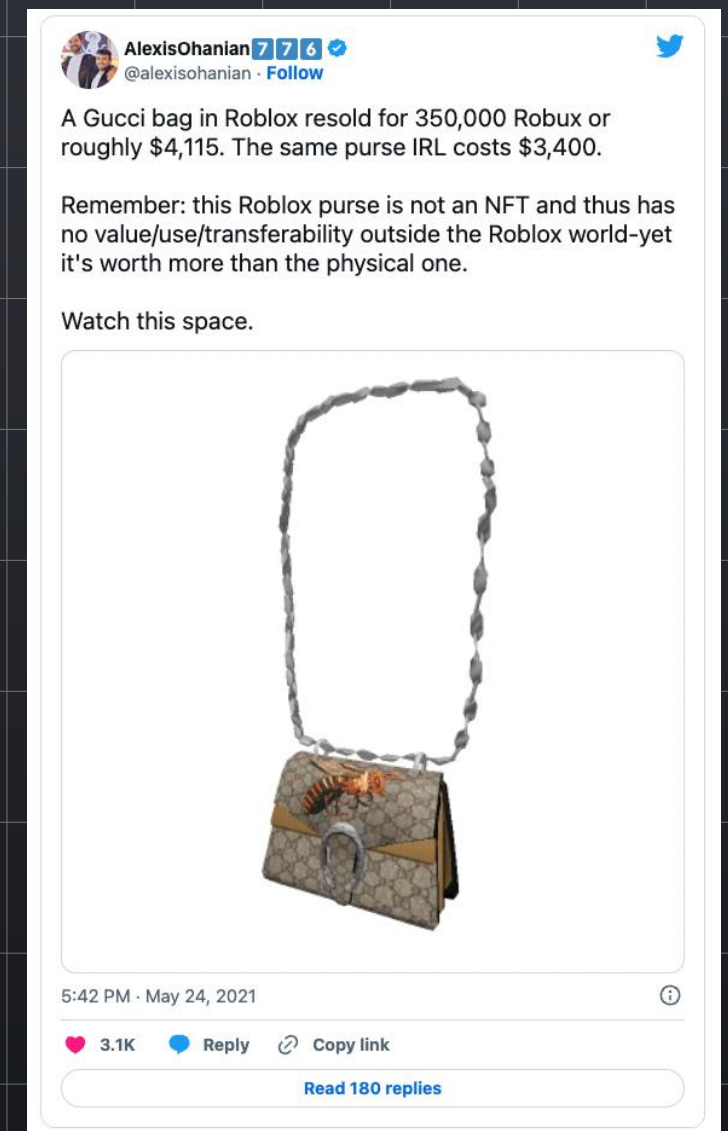 AlexisOhanian 7 7 6
@alexisohanian · Follow
A Gucci bag in Roblox resold for 350,000 Robux or
roughly $4,115. The same purse IRL costs $3,400.
Remember: this Roblox purse is not an NFT and thus has
no value/use/transferability outside the Roblox world-yet
it's worth more than the physical one.
Watch this space.
5:42 PM · May 24, 2021
3.1K Reply Copy link
Read 180 replies